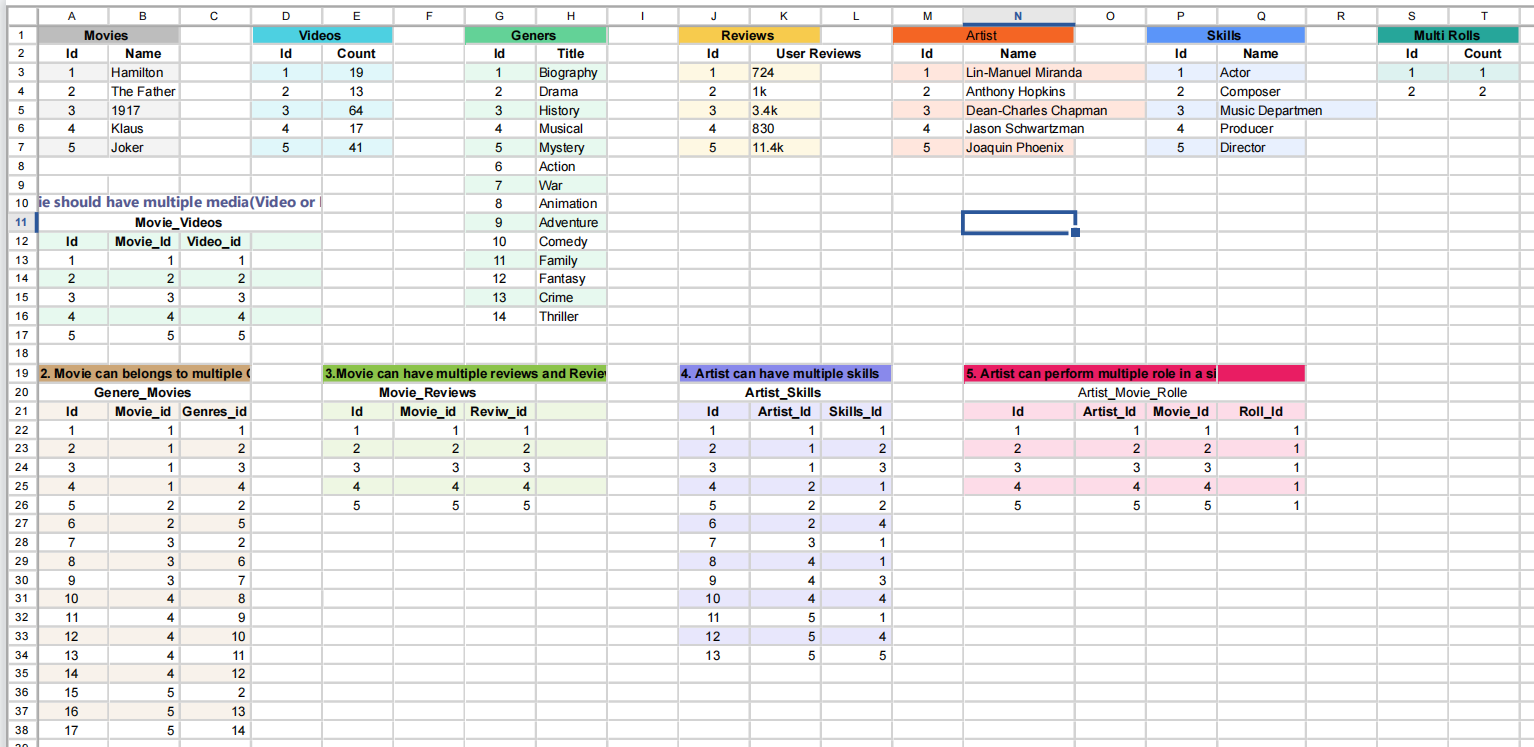 A B C D E F G H I J K L M N O P Q R S T
1 Movies Videos Geners Reviews Artist Skills Multi Rolls
2 Id Name Id Count Id Title Id User Reviews Id Name Id Name Id Count
3 1 Hamilton 1 19 1 Biography 1 724 1 Lin-Manuel Miranda 1 Actor 1 1
4 2 The Father 2 13 2 Drama 2 1k 2 Anthony Hopkins 2 Composer 2 2
5 3 1917 3 64 3 History 3 3.4k 3 Dean-Charles Chapman 3 Music Departmen
6 4 Klaus 4 17 4 Musical 4 830 4 Jason Schwartzman 4 Producer
7 5 Joker 5 41 5 Mystery 5 11.4k 5 Joaquin Phoenix 5 Director
8 6 Action
9 7 War
10 ie should have multiple media(Video or 8 Animation
11 Movie_Videos 9 Adventure
12 Id Movie_Id Video_id 10 Comedy
13 1 1 1 11 Family
14 2 2 2 12 Fantasy
15 3 3 3 13 Crime
16 4 4 4 14 Thriller
17 5 5 5
18
19 2. Movie can belongs to multiple 3.Movie can have multiple reviews and Review 4. Artist can have multiple skills 5. Artist can perform multiple role in a si
20 Genere_Movies Movie_Reviews Artist_Skills Artist_Movie_Rolle
21 Id Movie_id Genres_id Id Movie_id Reviw_id Id Artist_Id Skills_Id Id Artist_Id Movie_Id Roll_Id
22 1 1 1 1 1 1 1 1 1 1 1 1 1
23 2 1 2 2 2 2 2 1 2 2 2 2 1
24 3 1 3 3 3 3 3 1 3 3 3 3 1
25 4 1 4 4 4 4 4 2 1 4 4 4 1
26 5 2 2 5 5 5 5 2 2 5 5 5 1
27 6 2 5 6 2 4
28 7 3 2 7 3 1
29 8 3 6 8 4 1
30 9 3 7 9 4 3
31 10 4 8 10 4 4
32 11 4 9 11 5 1
33 12 4 10 12 5 4
34 13 4 11 13 5 5
35 14 4 12
36 15 5 2
37 16 5 13
38 17 5 14